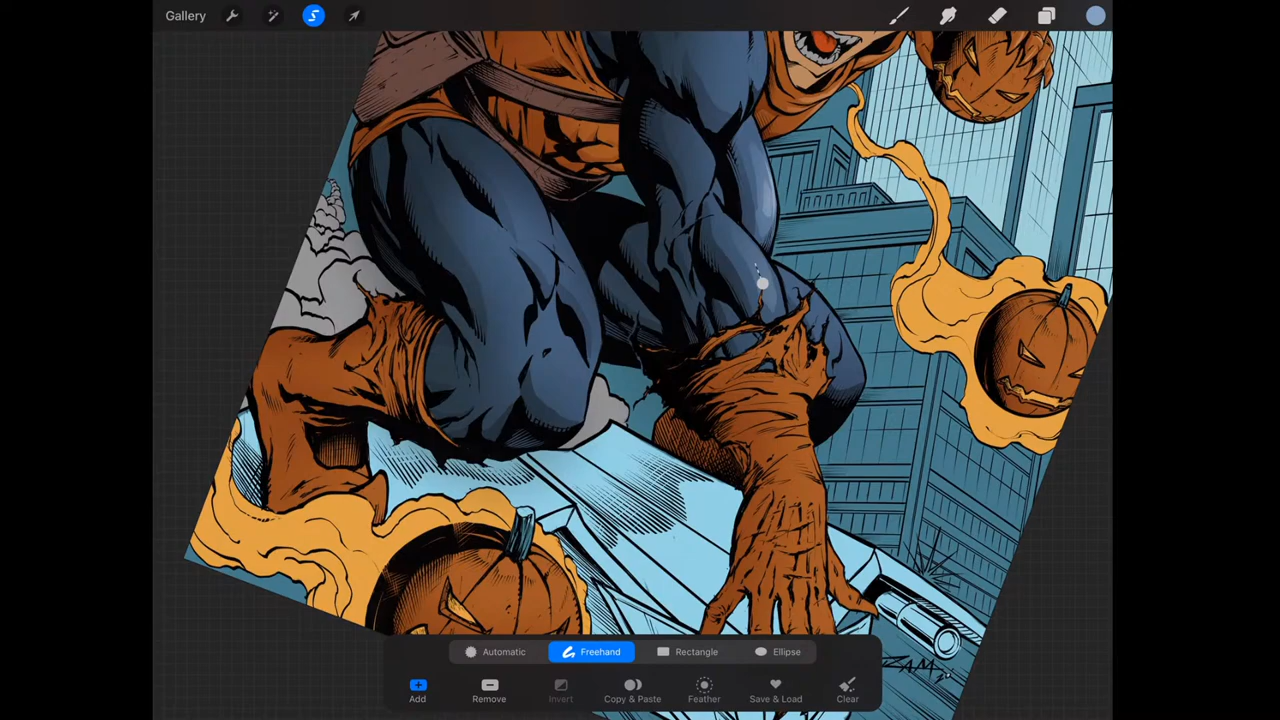 Gallery
Automatic Freehand Rectangle Ellipse
Add Remove Invert Copy & Paste Feather Save & Load Clear